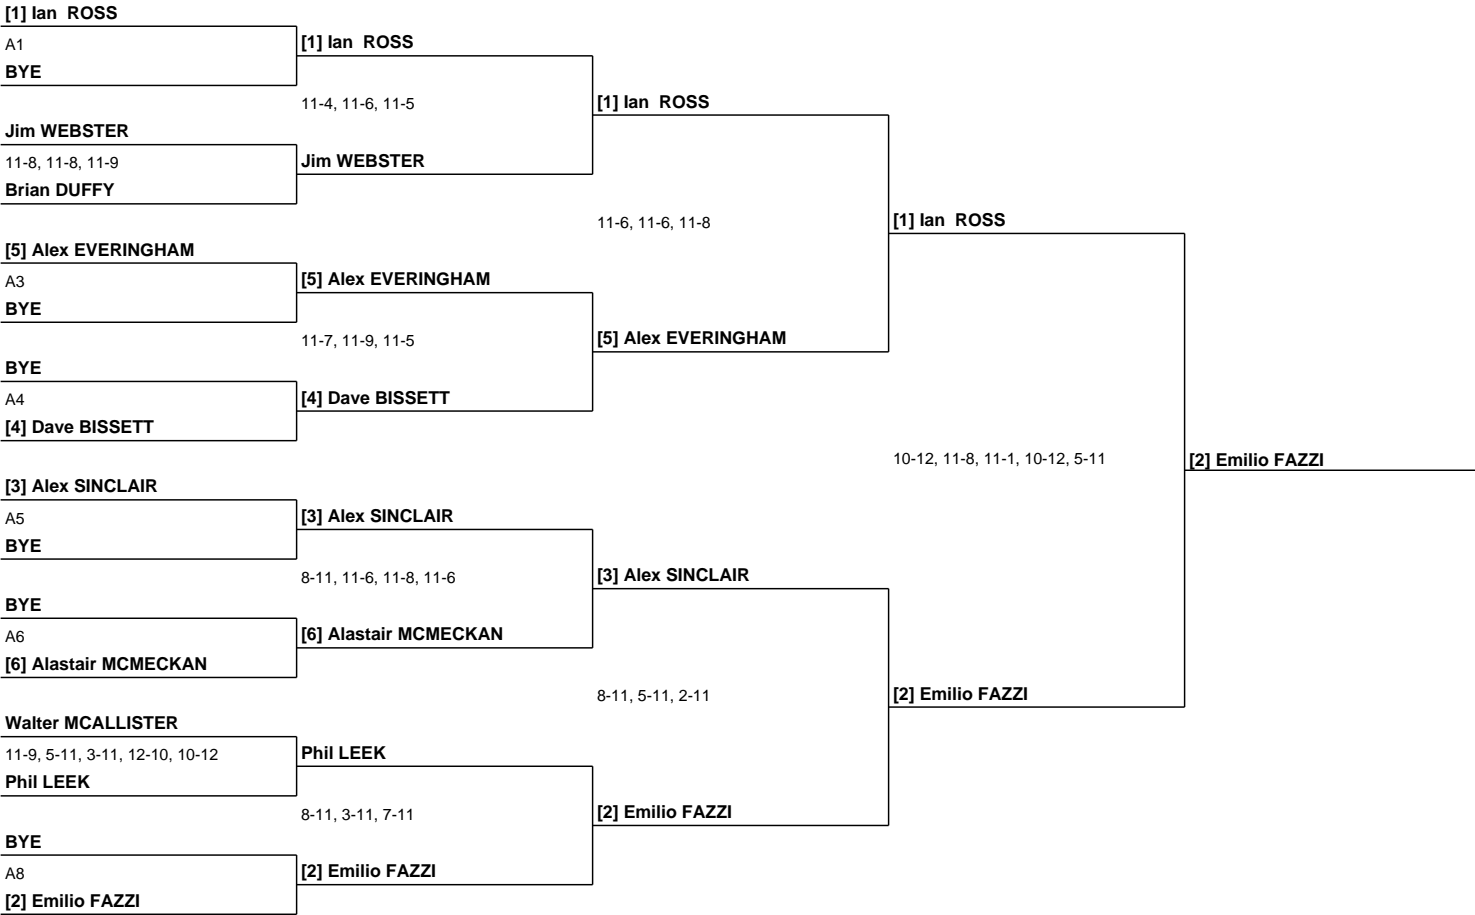 [1] Ian  ROSS
A1
BYE
[1] Ian  ROSS
11-4, 11-6, 11-5
Jim WEBSTER
11-8, 11-8, 11-9
Brian DUFFY
Jim WEBSTER
[1] Ian  ROSS
11-6, 11-6, 11-8
[5] Alex EVERINGHAM
A3
BYE
[5] Alex EVERINGHAM
11-7, 11-9, 11-5
BYE
A4
[4] Dave BISSETT
[4] Dave BISSETT
[5] Alex EVERINGHAM
[1] Ian  ROSS
10-12, 11-8, 11-1, 10-12, 5-11
[2] Emilio FAZZI
[3] Alex SINCLAIR
A5
BYE
[3] Alex SINCLAIR
8-11, 11-6, 11-8, 11-6
BYE
A6
[6] Alastair MCMECKAN
[6] Alastair MCMECKAN
[3] Alex SINCLAIR
8-11, 5-11, 2-11
[2] Emilio FAZZI
Walter MCALLISTER
11-9, 5-11, 3-11, 12-10, 10-12
Phil LEEK
Phil LEEK
8-11, 3-11, 7-11
BYE
A8
[2] Emilio FAZZI
[2] Emilio FAZZI
[2] Emilio FAZZI